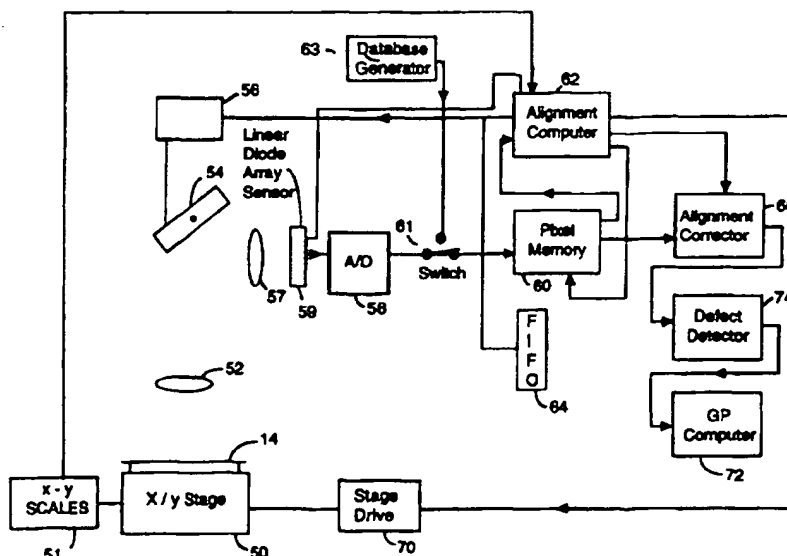 63
Database
Generator
62
Alignment
Computer
56
Linear
Diode
Array
Sensor
54
61
Switch
A/D
58
57
59
Pixel
Memory
60
Alignment
Corrector
Defect
Detector
74
F
I
F
O
64
GP
Computer
72
52
14
x - y
SCALES
51
X / y Stage
50
Stage
Drive
70